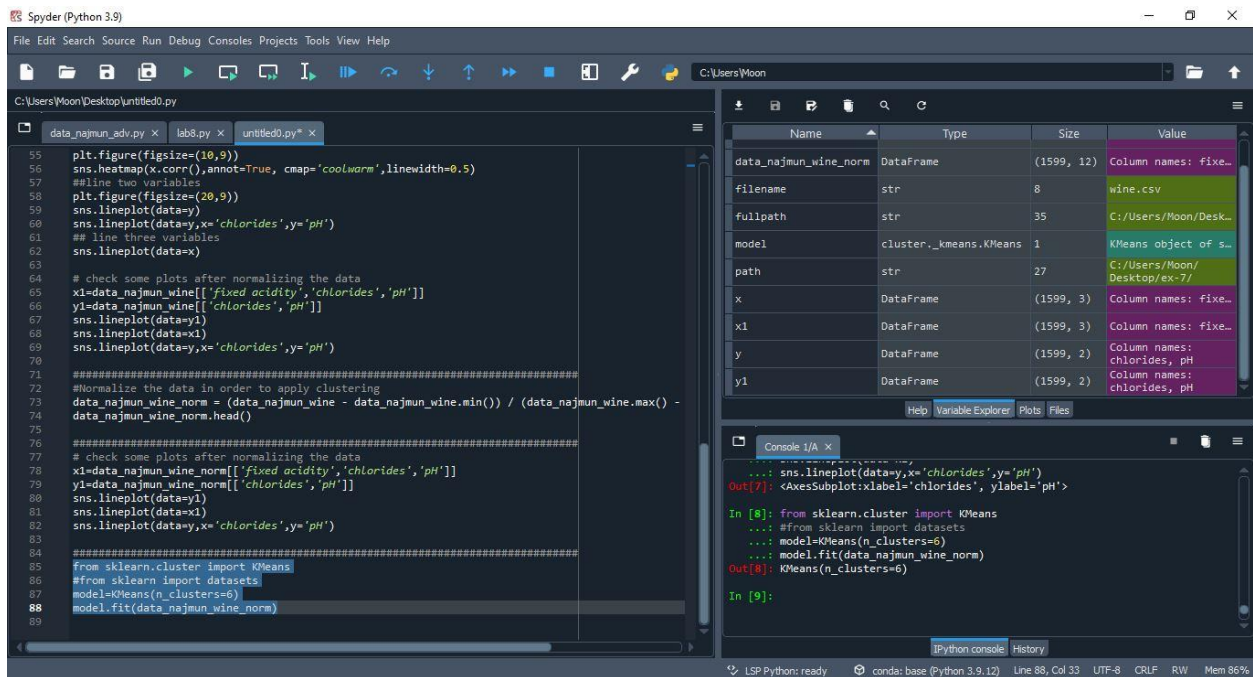 Spyder (Python 3.9)
File Edit Search Source Run Debug Consoles Projects Tools View Help
C:\Users\Moon
C:\Users\Moon\Desktop\untitled0.py
data_najmun_adv.py
lab8.py
untitled0.py*
55 plt.figure(figsize=(10,9))
56 sns.heatmap(x.corr(),annot=True, cmap='coolwarm',linewidth=0.5)
57 ##line two variables
58 plt.figure(figsize=(20,9))
59 sns.lineplot(data=y)
60 sns.lineplot(data=y,x='chlorides',y='pH')
61 ## line three variables
62 sns.lineplot(data=x)
63
64 # check some plots after normalizing the data
65 x1=data_najmun_wine[['fixed acidity','chlorides','pH']]
66 y1=data_najmun_wine[['chlorides','pH']]
67 sns.lineplot(data=y1)
68 sns.lineplot(data=x1)
69 sns.lineplot(data=y,x='chlorides',y='pH')
70
71 ################################################################################
72 #Normalize the data in order to apply clustering
73 data_najmun_wine_norm = (data_najmun_wine - data_najmun_wine.min()) / (data_najmun_wine.max() -
74 data_najmun_wine_norm.head()
75
76 ################################################################################
77 # check some plots after normalizing the data
78 x1=data_najmun_wine_norm[['fixed acidity','chlorides','pH']]
79 y1=data_najmun_wine_norm[['chlorides','pH']]
80 sns.lineplot(data=y1)
81 sns.lineplot(data=x1)
82 sns.lineplot(data=y,x='chlorides',y='pH')
83
84 ################################################################################
85 from sklearn.cluster import KMeans
86 #from sklearn import datasets
87 model=KMeans(n_clusters=6)
88 model.fit(data_najmun_wine_norm)
89
Name Type Size Value
data_najmun_wine_norm DataFrame (1599, 12) Column names: fixe…
filename str 8 wine.csv
fullpath str 35 C:/Users/Moon/Desk…
model cluster._kmeans.KMeans 1 KMeans object of s…
path str 27 C:/Users/Moon/
Desktop/ex-7/
x DataFrame (1599, 3) Column names: fixe…
x1 DataFrame (1599, 3) Column names: fixe…
y DataFrame (1599, 2) Column names:
chlorides, pH
y1 DataFrame (1599, 2) Column names:
chlorides, pH
Help Variable Explorer Plots Files
Console 1/A
...: sns.lineplot(data=y,x='chlorides',y='pH')
Out[7]: <AxesSubplot:xlabel='chlorides', ylabel='pH'>
In [8]: from sklearn.cluster import KMeans
...: #from sklearn import datasets
...: model=KMeans(n_clusters=6)
...: model.fit(data_najmun_wine_norm)
Out[8]: KMeans(n_clusters=6)
In [9]:
IPython console History
LSP Python: ready conda: base (Python 3.9.12) Line 88, Col 33 UTF-8 CRLF RW Mem 86%